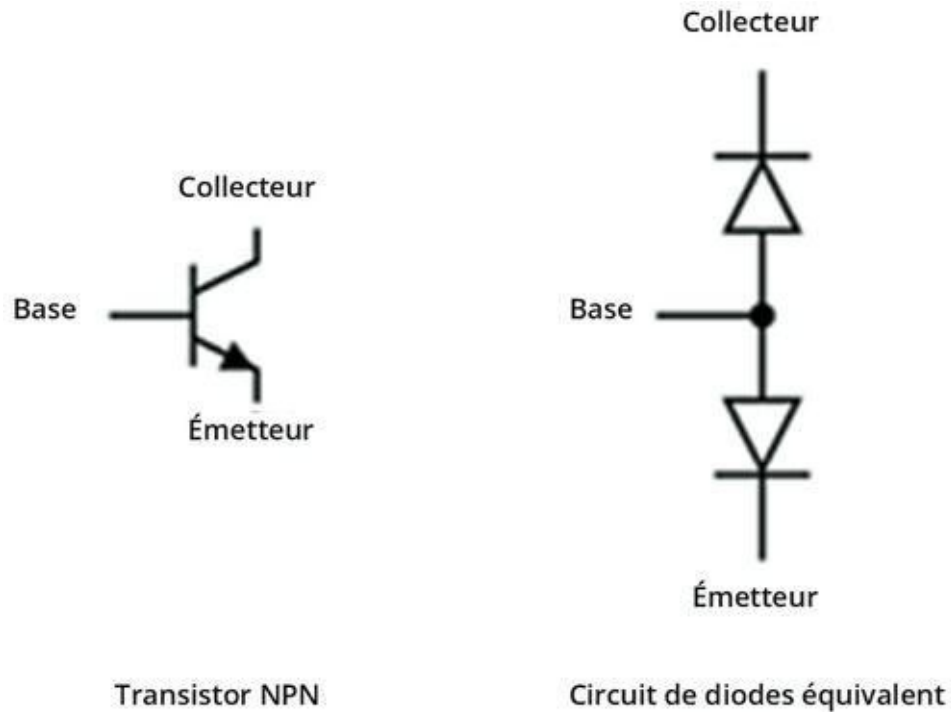 Collecteur
Collecteur
Base
Base
Émetteur
Émetteur
Transistor NPN
Circuit de diodes équivalent